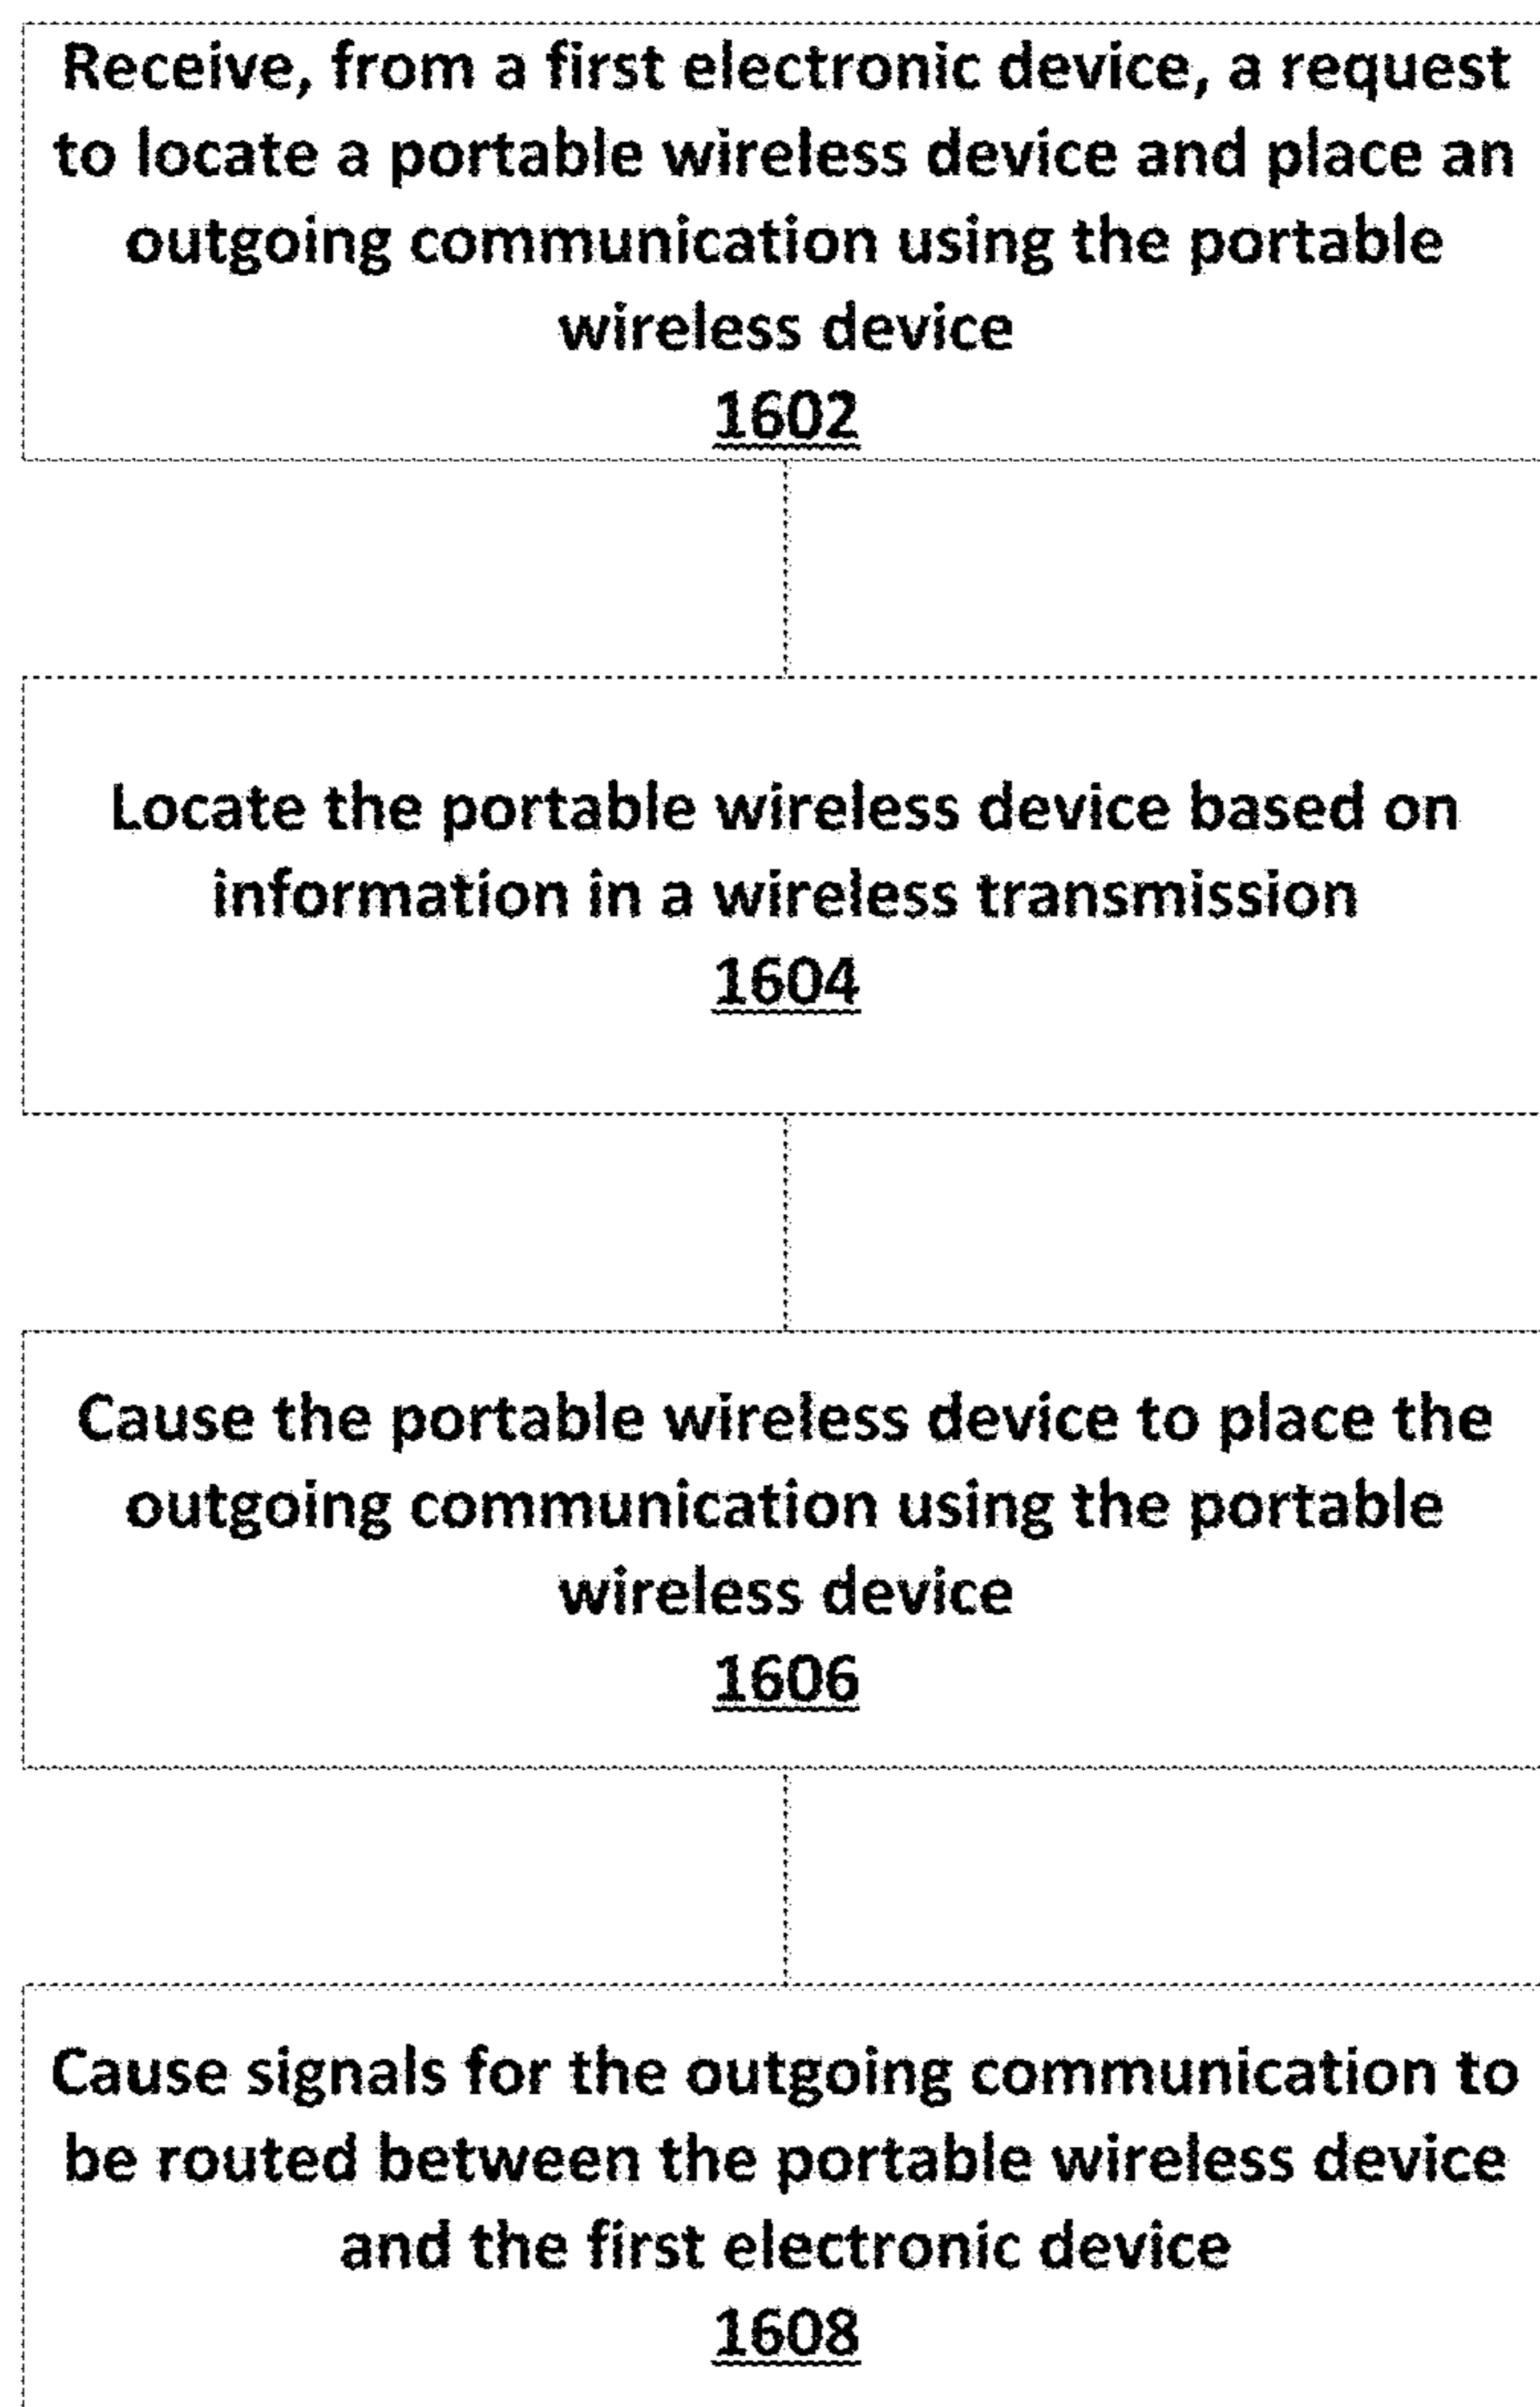 Receive, from a first electronic device, a request
to locate a portable wireless device and place an
outgoing communication using the portable
wireless device
1602
Locate the portable wireless device based on
information in a wireless transmission
1604
Cause the portable wireless device to place the
outgoing communication using the portable
wireless device
1606
Cause signals for the outgoing communication to
be routed between the portable wireless device
and the first electronic device
1608